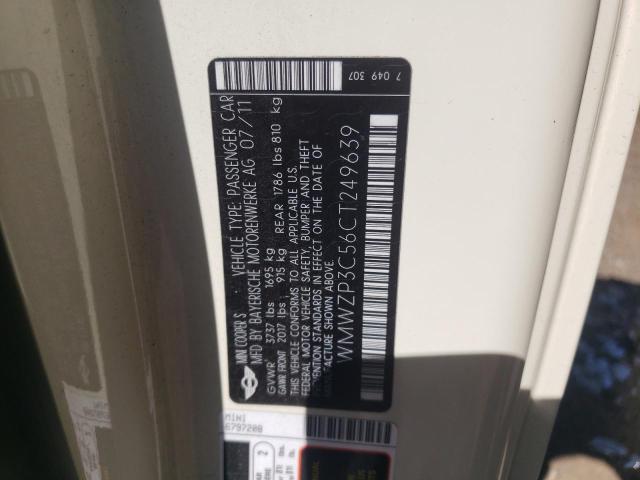 MINI COOPER S VEHICLE TYPE: PASSENGER CAR
MFD BY BAYERISCHE MOTORENWERKE AG 07/11
GVWR 3737 lbs 1695 kg
GAWR FRONT 2017 lbs 915 kg REAR 1786 lbs 810 kg
THIS VEHICLE CONFORMS TO ALL APPLICABLE U.S.
FEDERAL MOTOR VEHICLE SAFETY, BUMPER AND THEFT
PREVENTION STANDARDS IN EFFECT ON THE DATE OF
MANUFACTURE SHOWN ABOVE.
WMWZP3C56CT249639
7 049 307
MINI
6797208
2